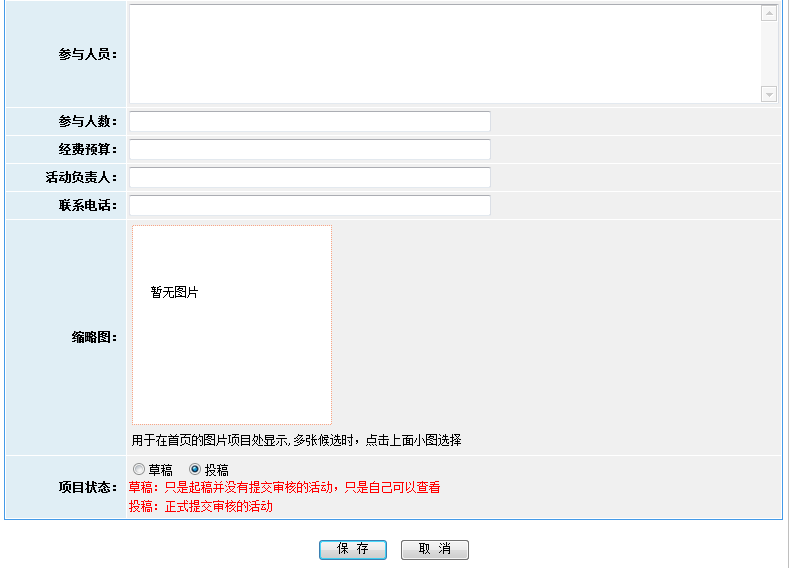 参与人员：
参与人数：
经费预算：
活动负责人：
联系电话：
暂无图片
缩略图：
用于在首页的图片项目处显示,多张候选时，点击上面小图选择
草稿 投稿
项目状态：
草稿：只是起稿并没有提交审核的活动，只是自己可以查看
投稿：正式提交审核的活动
保 存 取 消